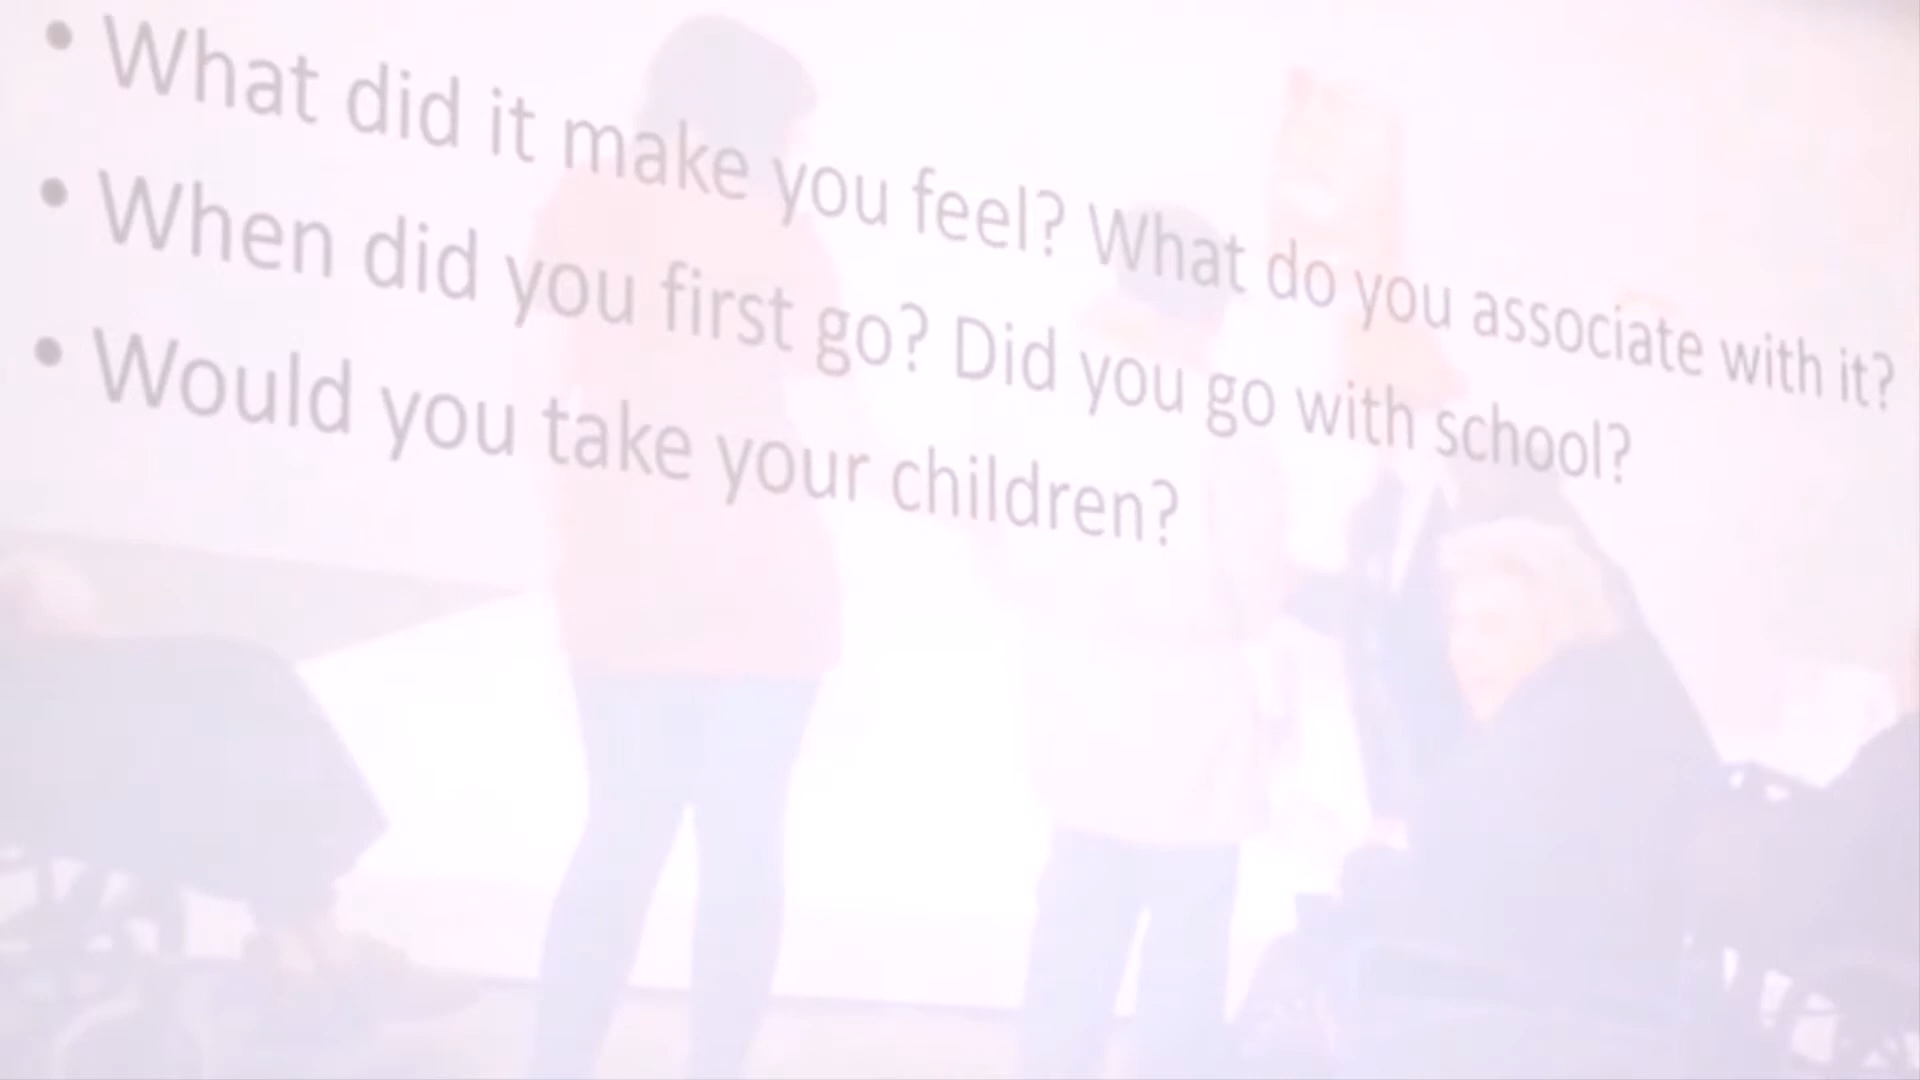 • What did it make you feel? What do you associate with it?
• When did you first go? Did you go with school?
• Would you take your children?